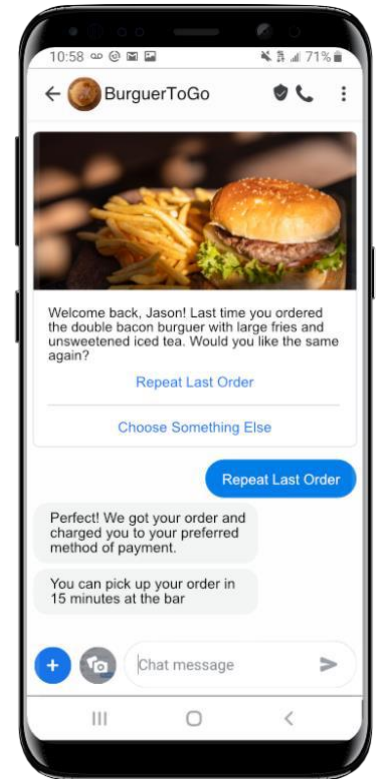 10:58
71%
BurguerToGo
Welcome back, Jason! Last time you ordered
the double bacon burguer with large fries and
unsweetened iced tea. Would you like the same
again?
Repeat Last Order
Choose Something Else
Repeat Last Order
Perfect! We got your order and
charged you to your preferred
method of payment.
You can pick up your order in
15 minutes at the bar
Chat message